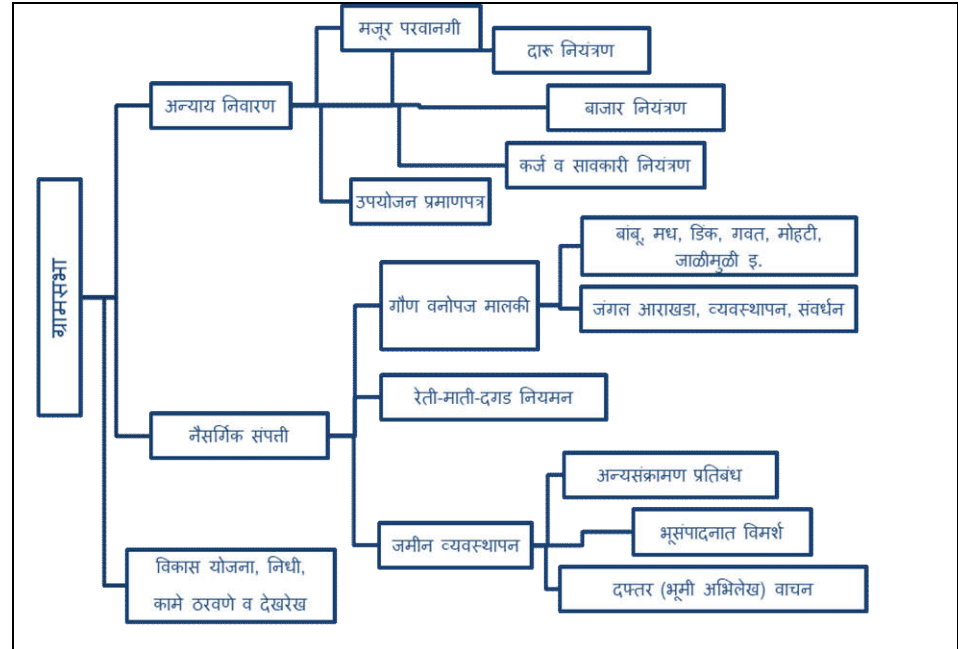 ग्रामसभा
अन्याय निवारण
मजूर परवानगी
दारू नियंत्रण
बाजार नियंत्रण
कर्ज व सावकारी नियंत्रण
उपयोजन प्रमाणपत्र
नैसर्गिक संपत्ती
गौण वनोपज मालकी
बांबू, मध, डिंक, गवत, मोहटी,
जाळीमुळी इ.
जंगल आराखडा, व्यवस्थापन, संवर्धन
रेती-माती-दगड नियमन
जमीन व्यवस्थापन
अन्यसंक्रामण प्रतिबंध
भूसंपादनात विमर्श
दफ्तर (भूमी अभिलेख) वाचन
विकास योजना, निधी,
कामे ठरवणे व देखरेख